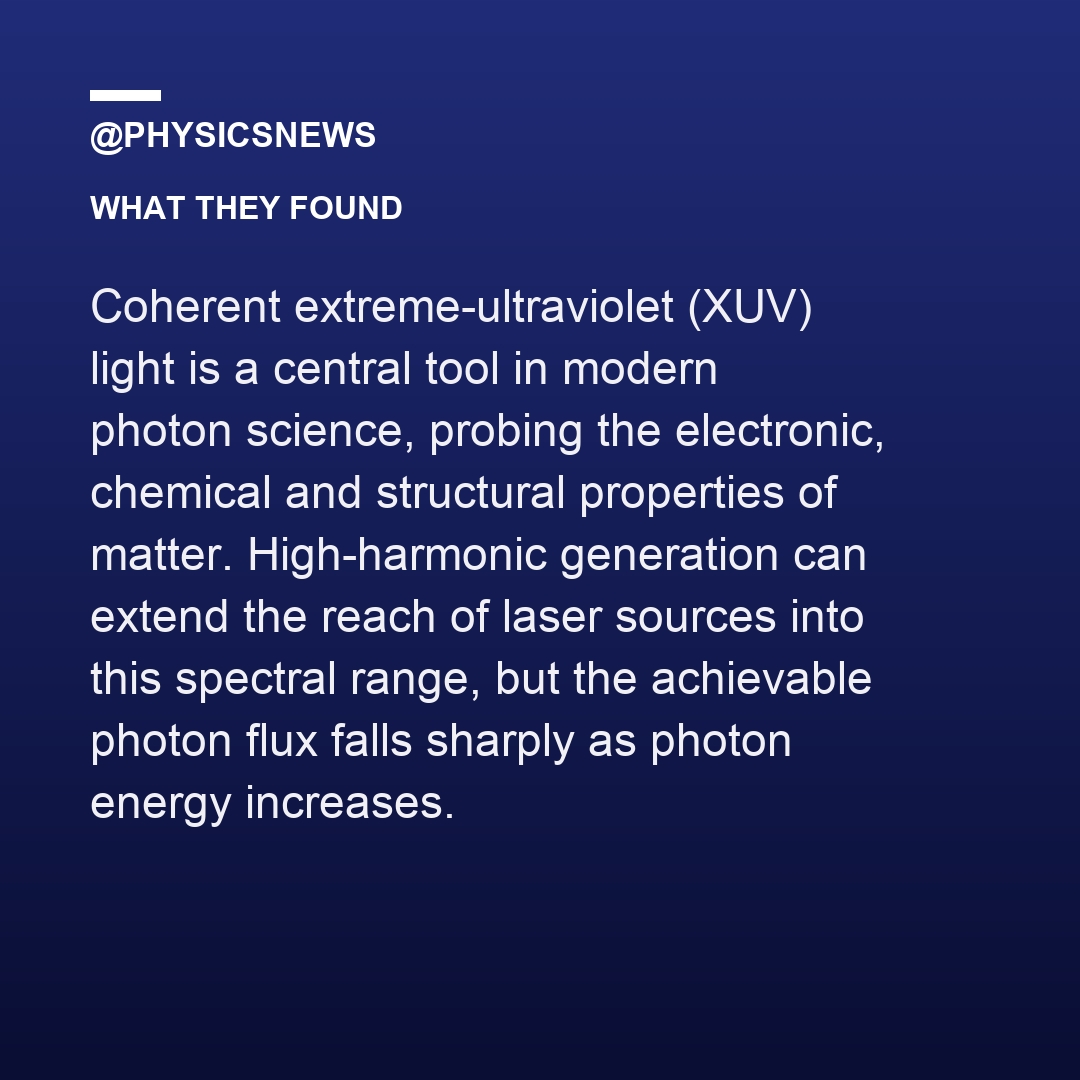 @PHYSICSNEWS
WHAT THEY FOUND
Coherent extreme-ultraviolet (XUV)
light is a central tool in modern
photon science, probing the electronic,
chemical and structural properties of
matter. High-harmonic generation can
extend the reach of laser sources into
this spectral range, but the achievable
photon flux falls sharply as photon
energy increases.